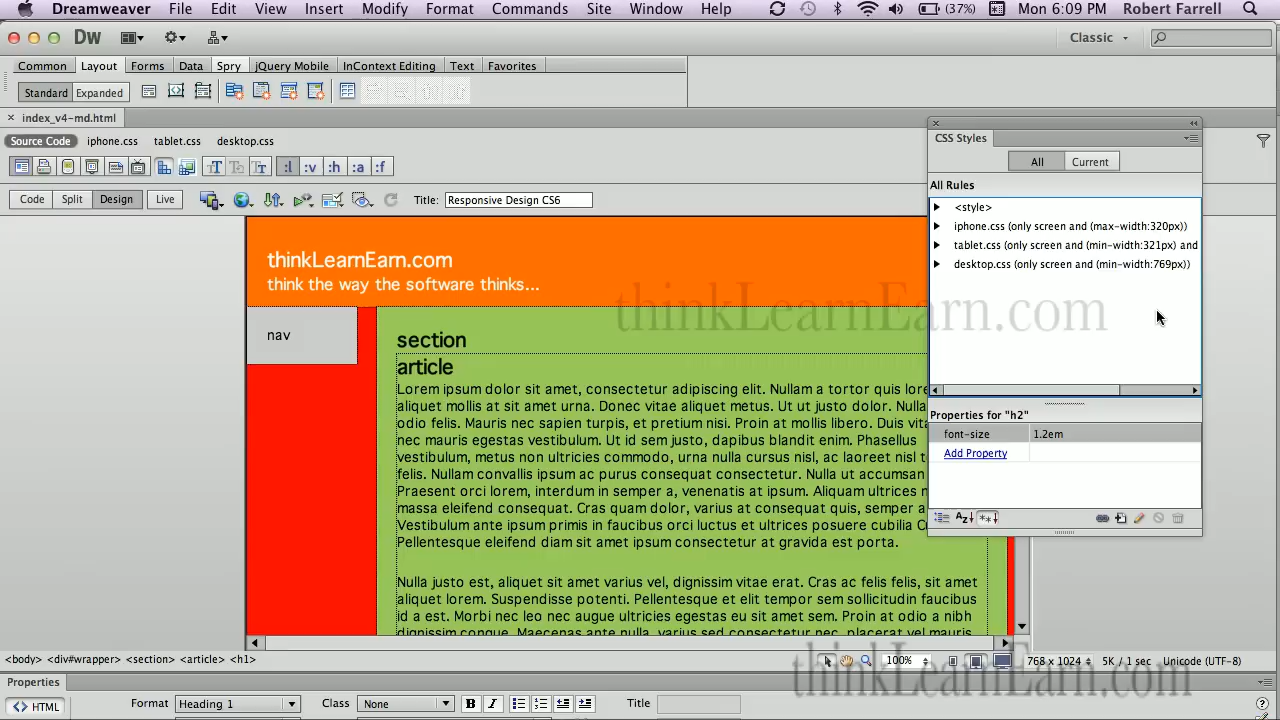 Dreamweaver File Edit View Insert Modify Format Commands Site Window Help (37%) Mon 6:09 PM Robert Farrell
Dw Classic
Common Layout Forms Data Spry jQuery Mobile InContext Editing Text Favorites
Standard Expanded
index_v4-md.html
Source Code iphone.css tablet.css desktop.css
:l :v :h :a :f
Code Split Design Live Title: Responsive Design CS6
CSS Styles
All Current
All Rules
<style>
iphone.css (only screen and (max-width:320px))
tablet.css (only screen and (min-width:321px) and
desktop.css (only screen and (min-width:769px))
Properties for "h2"
font-size 1.2em
Add Property
thinkLearnEarn.com
think the way the software thinks...
thinkLearnEarn.com
nav
section
article
Lorem ipsum dolor sit amet, consectetur adipiscing elit. Nullam a tortor quis lore
aliquet mollis at sit amet urna. Donec vitae aliquet metus. Ut ut justo dolor. Nulla
odio felis. Mauris nec sapien turpis, et pretium nisi. Proin at mollis libero. Duis vita
nec mauris egestas vestibulum. Ut id sem justo, dapibus blandit enim. Phasellus
vestibulum, metus non ultricies commodo, urna nulla cursus nisl, ac laoreet nisl t
felis. Nullam convallis ipsum ac purus consequat consectetur. Nulla ut accumsan
Praesent orci lorem, interdum in semper a, venenatis at ipsum. Aliquam ultrices n
massa eleifend consequat. Cras quam dolor, varius at consequat quis, semper a
Vestibulum ante ipsum primis in faucibus orci luctus et ultrices posuere cubilia C
Pellentesque eleifend diam sit amet ipsum consectetur at gravida est porta.
Nulla justo est, aliquet sit amet varius vel, dignissim vitae erat. Cras ac felis felis, sit amet
aliquet lorem. Suspendisse potenti. Pellentesque et elit tempor sem sollicitudin faucibus
id a est. Morbi nec leo nec augue ultricies egestas eu sit amet sem. Proin at odio a nibh
dignissim congue. Maecenas ante nulla, varius sed consectetur nec, placerat vel mauris
<body> <div#wrapper> <section> <article> <h1> 100% 768 x 1024 5K / 1 sec Unicode (UTF-8)
thinkLearnEarn.com
Properties
<> HTML Format Heading 1 Class None B I Title